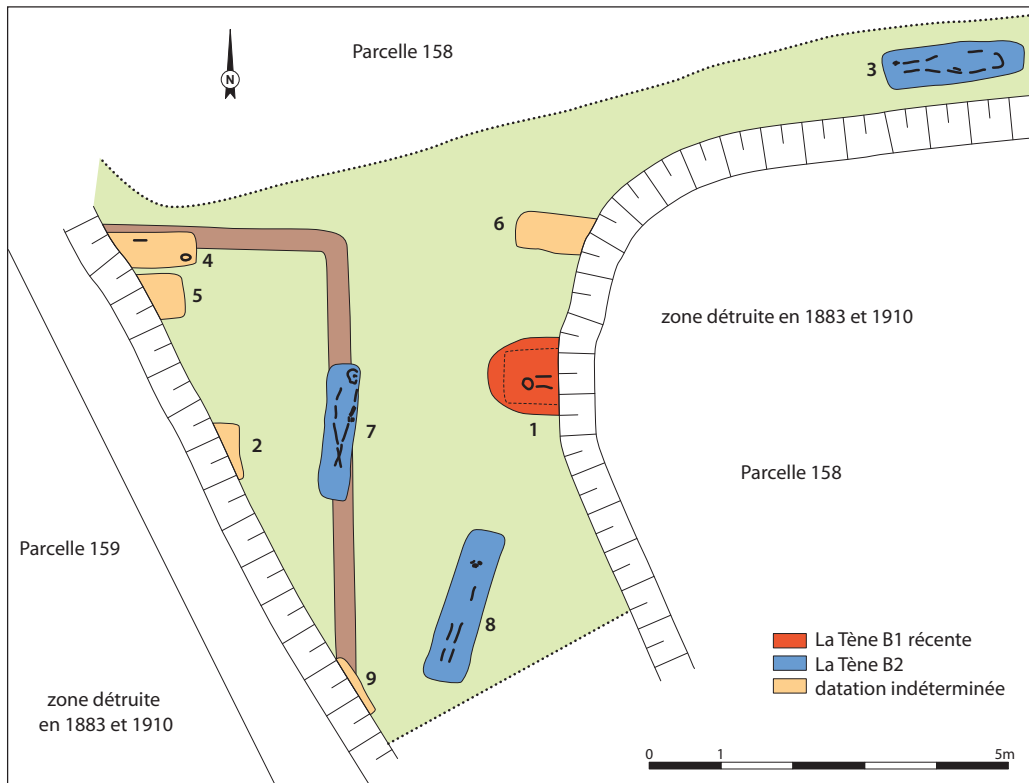 Parcelle 158
3
N
6
4
5
zone détruite en 1883 et 1910
7
1
2
Parcelle 158
Parcelle 159
8
La Tène B1 récente
La Tène B2
9
datation indéterminée
zone détruite
en 1883 et 1910
0 1 5m